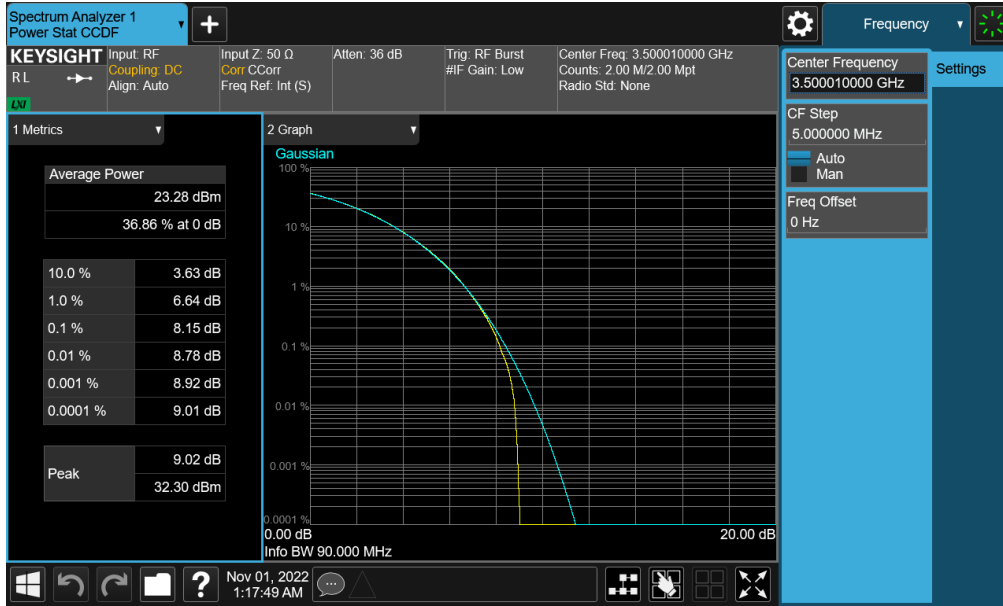 Spectrum Analyzer 1
Power Stat CCDF
+
Frequency
KEYSIGHT
R L
LXI
Input: RF
Coupling: DC
Align: Auto
Input Z: 50 Ω
Corr CCorr
Freq Ref: Int (S)
Atten: 36 dB
Trig: RF Burst
#IF Gain: Low
Center Freq: 3.500010000 GHz
Counts: 2.00 M/2.00 Mpt
Radio Std: None
Center Frequency
3.500010000 GHz
Settings
CF Step
5.000000 MHz
Auto
Man
Freq Offset
0 Hz
1 Metrics
Average Power
23.28 dBm
36.86 % at 0 dB
10.0 % 3.63 dB
1.0 % 6.64 dB
0.1 % 8.15 dB
0.01 % 8.78 dB
0.001 % 8.92 dB
0.0001 % 9.01 dB
Peak
9.02 dB
32.30 dBm
2 Graph
Gaussian
100 %
10 %
1 %
0.1 %
0.01 %
0.001 %
0.0001 %
0.00 dB 20.00 dB
Info BW 90.000 MHz
?
Nov 01, 2022
1:17:49 AM